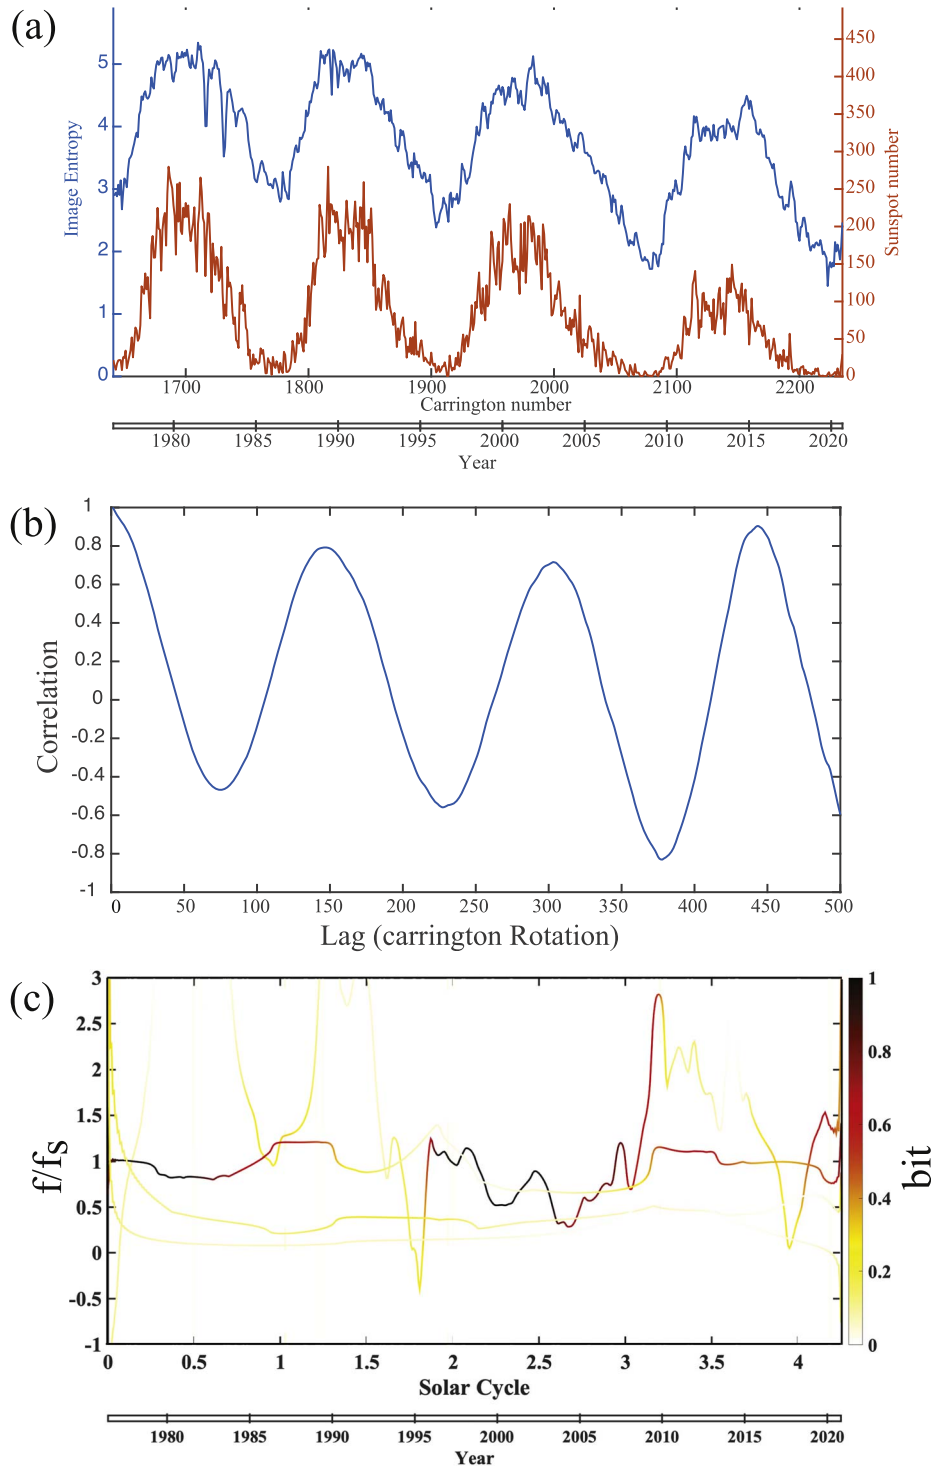 (a)
Image Entropy
5
4
3
2
1
0
450
400
350
300
250
200
150
100
50
0
Sunspot number
1700 1800 1900 2000 2100 2200
Carrington number
1980 1985 1990 1995 2000 2005 2010 2015 2020
Year
(b)
Correlation
1
0.8
0.6
0.4
0.2
0
-0.2
-0.4
-0.6
-0.8
-1
0 50 100 150 200 250 300 350 400 450 500
Lag (carrington Rotation)
(c)
f/fs
3
2.5
2
1.5
1
0.5
0
-0.5
-1
1
0.8
0.6
0.4
0.2
0
bit
0 0.5 1 1.5 2 2.5 3 3.5 4
Solar Cycle
1980 1985 1990 1995 2000 2005 2010 2015 2020
Year